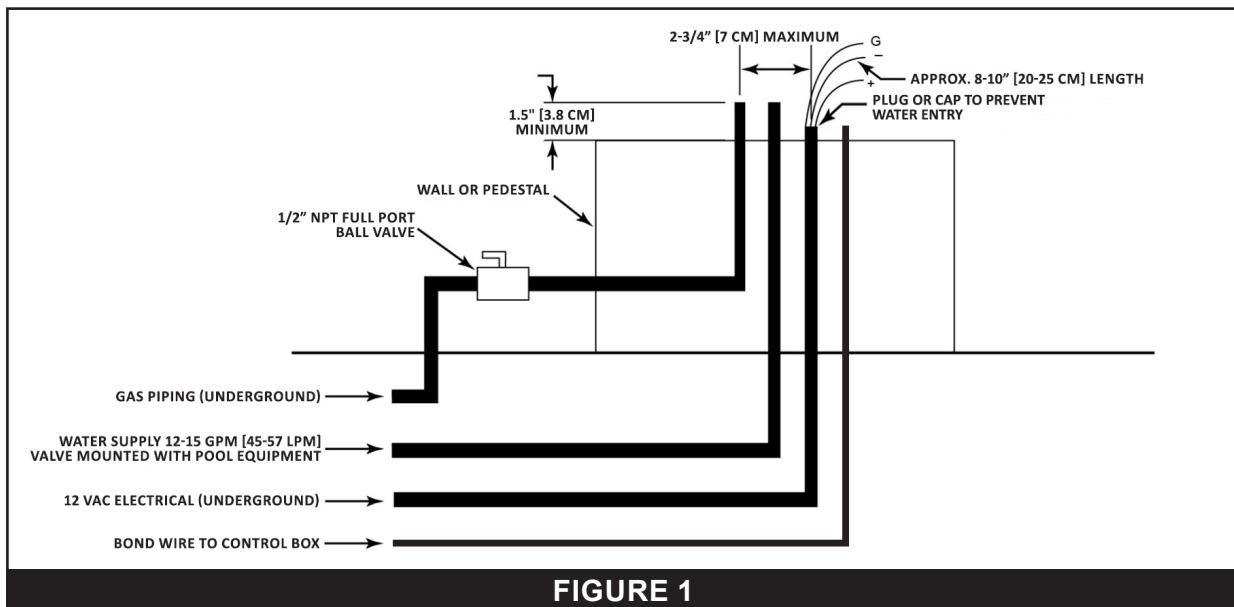 2-3/4” [7 CM] MAXIMUM
G
–
+
APPROX. 8-10” [20-25 CM] LENGTH
PLUG OR CAP TO PREVENT
WATER ENTRY
1.5" [3.8 CM]
MINIMUM
WALL OR PEDESTAL
1/2” NPT FULL PORT
BALL VALVE
GAS PIPING (UNDERGROUND)
WATER SUPPLY 12-15 GPM [45-57 LPM]
VALVE MOUNTED WITH POOL EQUIPMENT
12 VAC ELECTRICAL (UNDERGROUND)
BOND WIRE TO CONTROL BOX
FIGURE 1